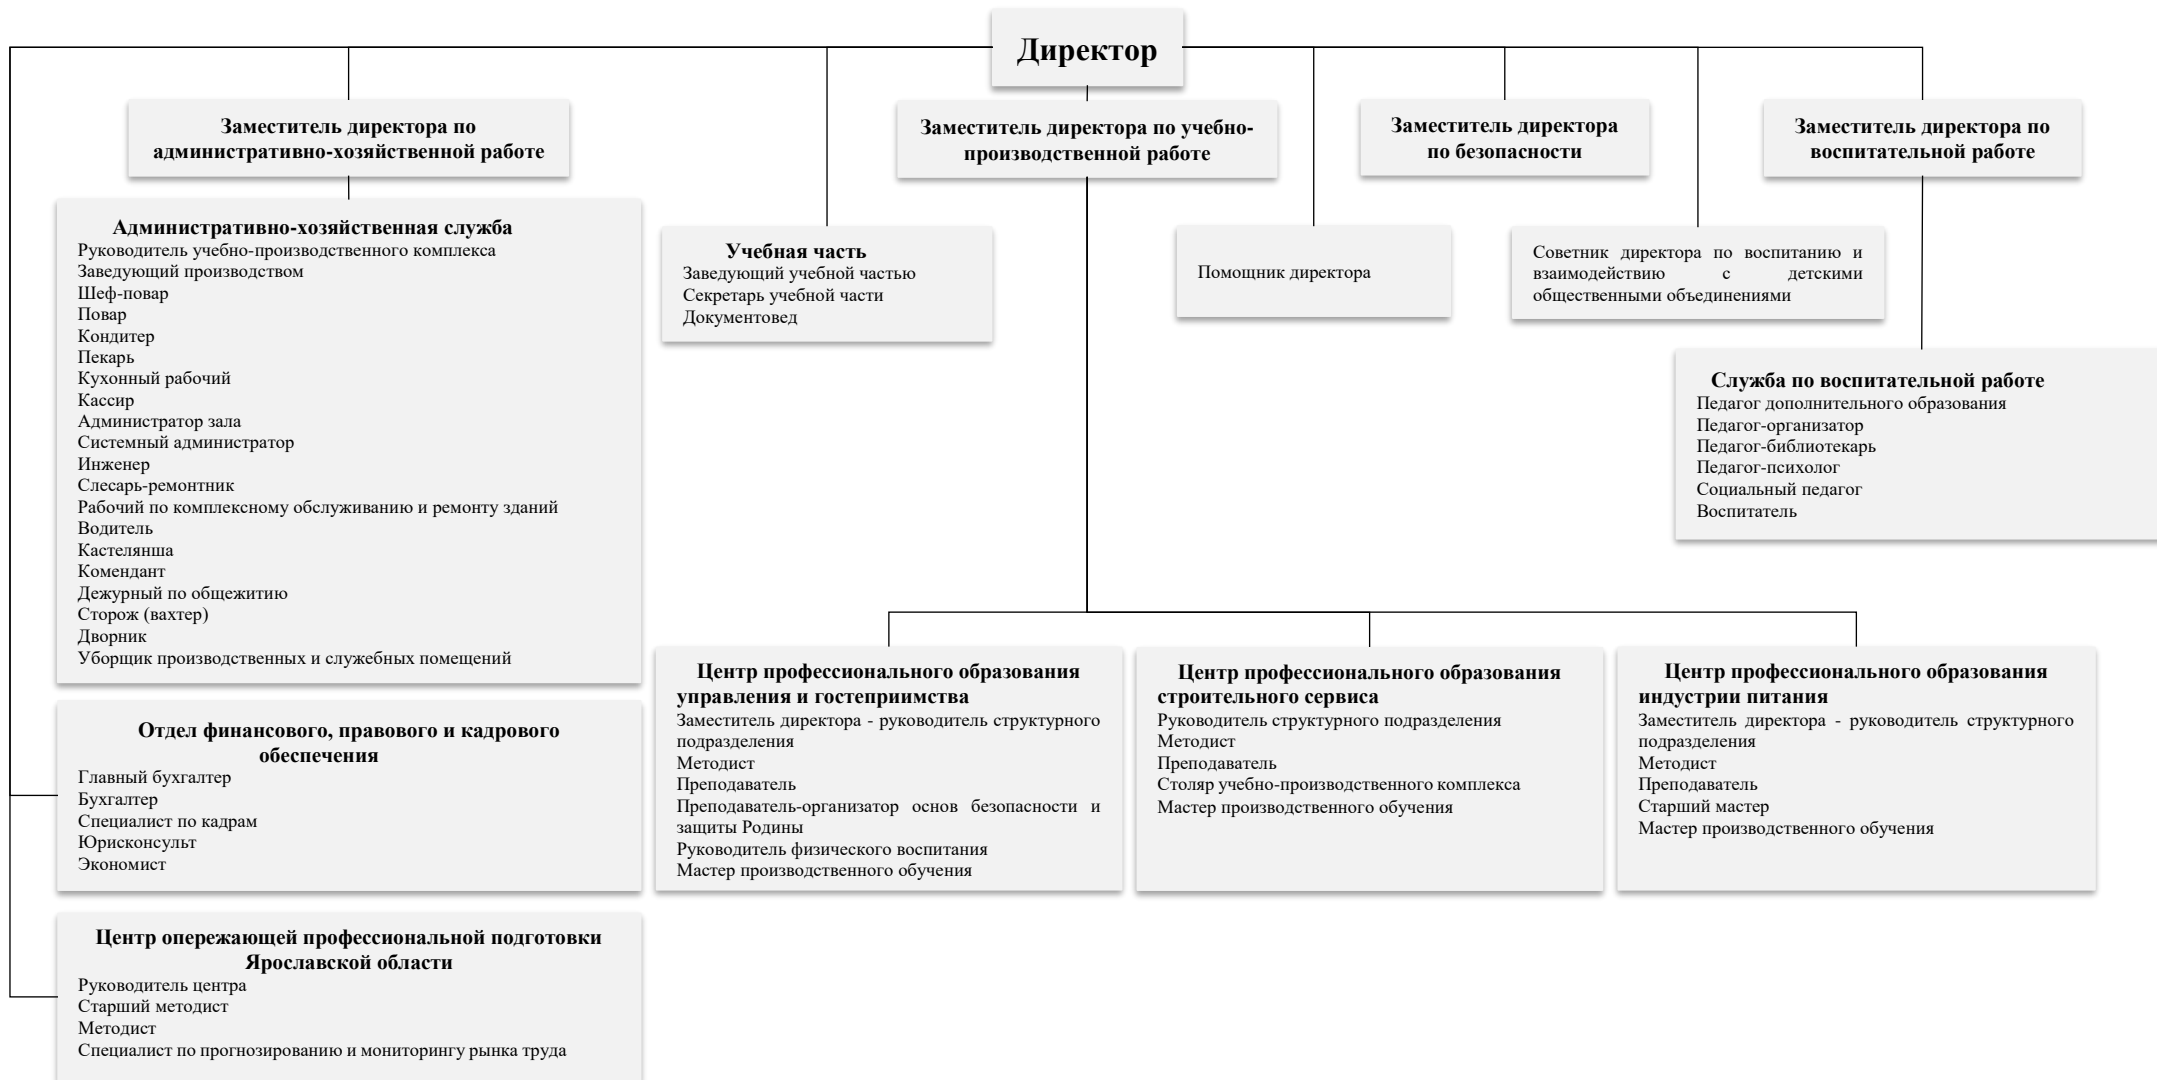 Директор
Заместитель директора по
административно-хозяйственной работе
Заместитель директора по учебно-
производственной работе
Заместитель директора
по безопасности
Заместитель директора по
воспитательной работе
Административно-хозяйственная служба
Руководитель учебно-производственного комплекса
Заведующий производством
Шеф-повар
Повар
Кондитер
Пекарь
Кухонный рабочий
Кассир
Администратор зала
Системный администратор
Инженер
Слесарь-ремонтник
Рабочий по комплексному обслуживанию и ремонту зданий
Водитель
Кастелянша
Комендант
Дежурный по общежитию
Сторож (вахтер)
Дворник
Уборщик производственных и служебных помещений
Учебная часть
Заведующий учебной частью
Секретарь учебной части
Документовед
Помощник директора
Советник директора по воспитанию и
взаимодействию с детскими
общественными объединениями
Служба по воспитательной работе
Педагог дополнительного образования
Педагог-организатор
Педагог-библиотекарь
Педагог-психолог
Социальный педагог
Воспитатель
Отдел финансового, правового и кадрового
обеспечения
Главный бухгалтер
Бухгалтер
Специалист по кадрам
Юрисконсульт
Экономист
Центр профессионального образования
управления и гостеприимства
Заместитель директора - руководитель структурного
подразделения
Методист
Преподаватель
Преподаватель-организатор основ безопасности и
защиты Родины
Руководитель физического воспитания
Мастер производственного обучения
Центр профессионального образования
строительного сервиса
Руководитель структурного подразделения
Методист
Преподаватель
Столяр учебно-производственного комплекса
Мастер производственного обучения
Центр профессионального образования
индустрии питания
Заместитель директора - руководитель структурного
подразделения
Методист
Преподаватель
Старший мастер
Мастер производственного обучения
Центр опережающей профессиональной подготовки
Ярославской области
Руководитель центра
Старший методист
Методист
Специалист по прогнозированию и мониторингу рынка труда